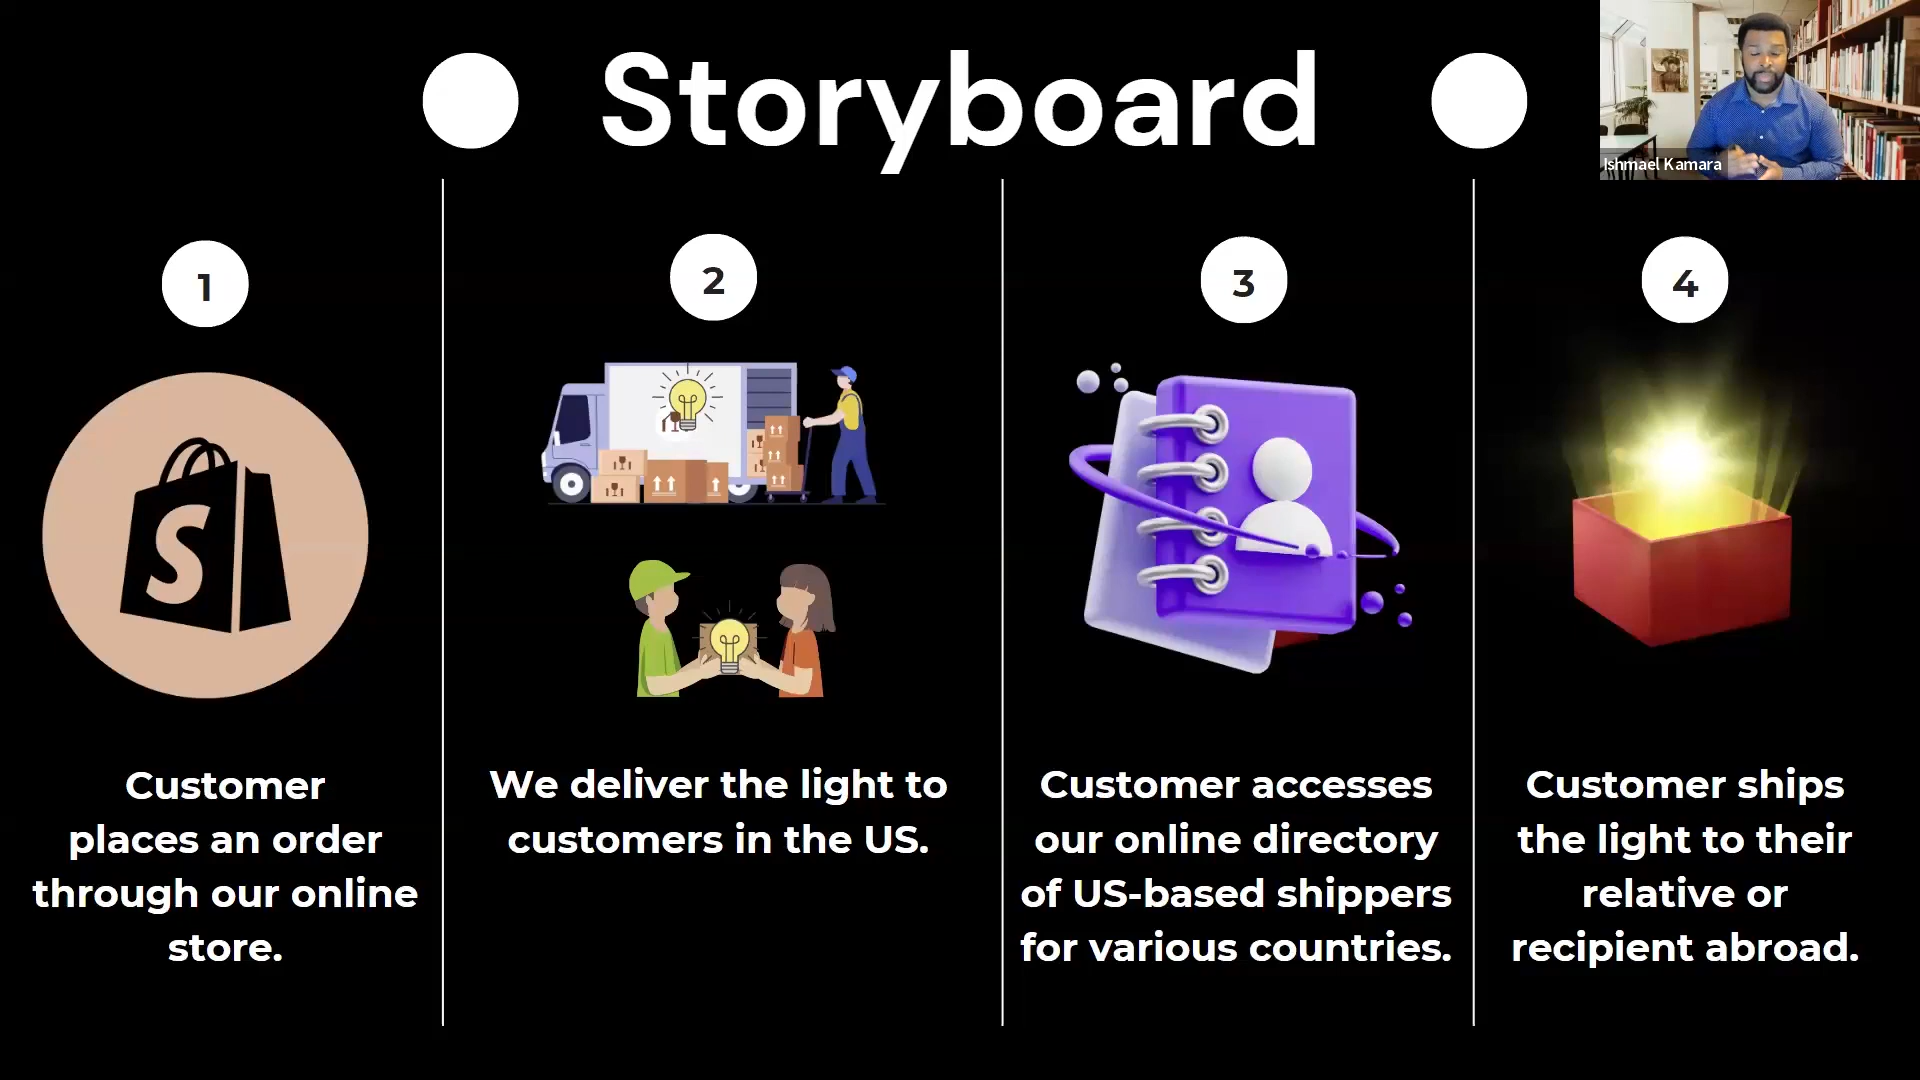 Storyboard
Ishmael Kamara
1
2
3
4
S
Customer
places an order
through our online
store.
We deliver the light to
customers in the US.
Customer accesses
our online directory
of US-based shippers
for various countries.
Customer ships
the light to their
relative or
recipient abroad.